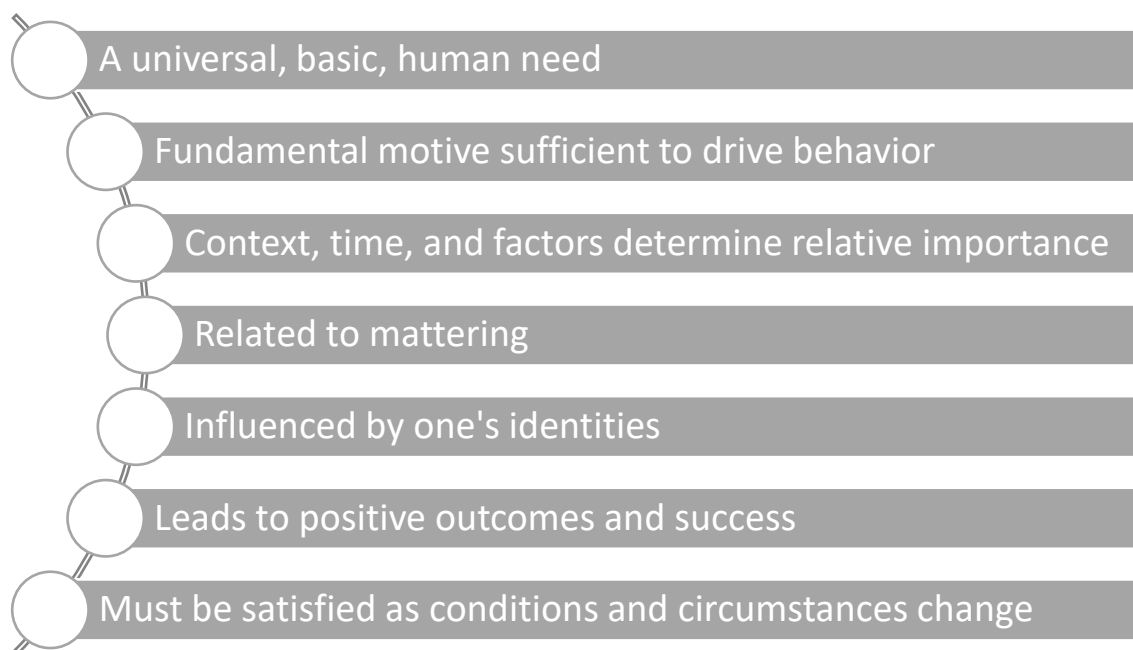 A universal, basic, human need
Fundamental motive sufficient to drive behavior
Context, time, and factors determine relative importance
Related to mattering
Influenced by one's identities
Leads to positive outcomes and success
Must be satisfied as conditions and circumstances change